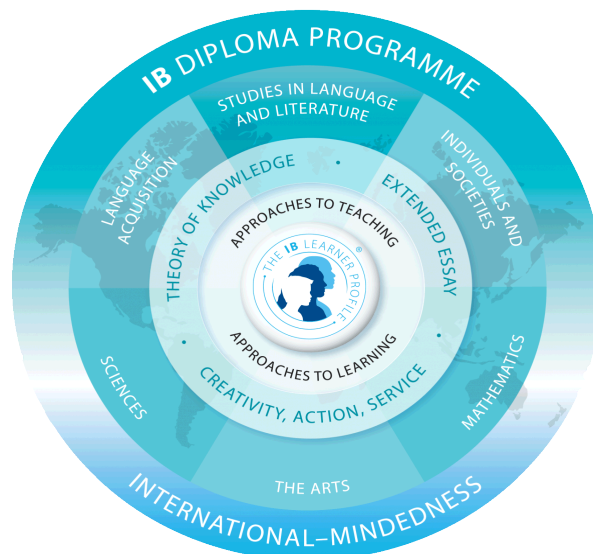 IB DIPLOMA PROGRAMME
STUDIES IN LANGUAGE
AND LITERATURE
LANGUAGE
ACQUISITION
INDIVIDUALS AND
SOCIETIES
THEORY OF KNOWLEDGE
EXTENDED ESSAY
APPROACHES TO TEACHING
THE IB LEARNER PROFILE
®
APPROACHES TO LEARNING
CREATIVITY, ACTION, SERVICE
SCIENCES
MATHEMATICS
THE ARTS
INTERNATIONAL–MINDEDNESS